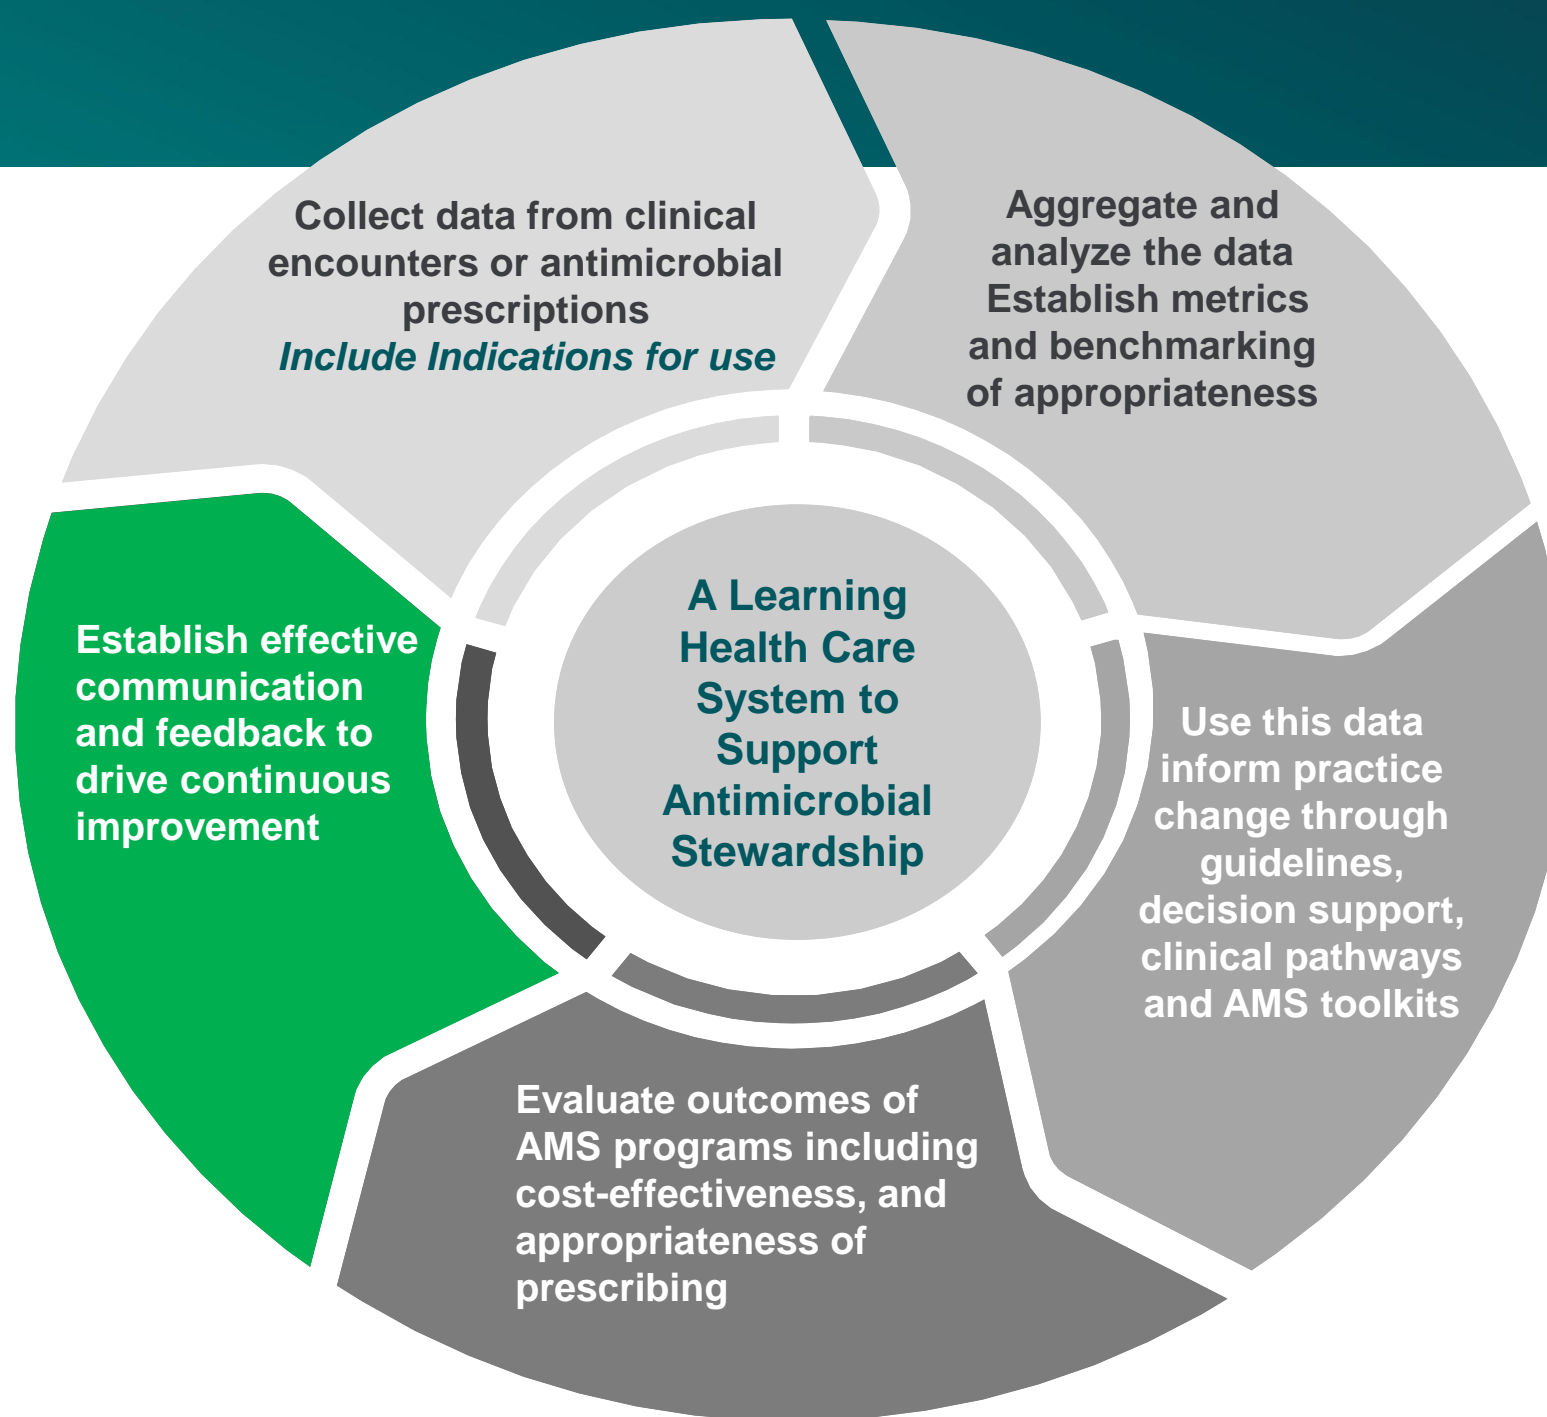 Collect data from clinical
encounters or antimicrobial
prescriptions
Include Indications for use
Aggregate and
analyze the data
Establish metrics
and benchmarking
of appropriateness
Use this data
inform practice
change through
guidelines,
decision support,
clinical pathways
and AMS toolkits
Evaluate outcomes of
AMS programs including
cost-effectiveness, and
appropriateness of
prescribing
Establish effective
communication
and feedback to
drive continuous
improvement
A Learning
Health Care
System to
Support
Antimicrobial
Stewardship